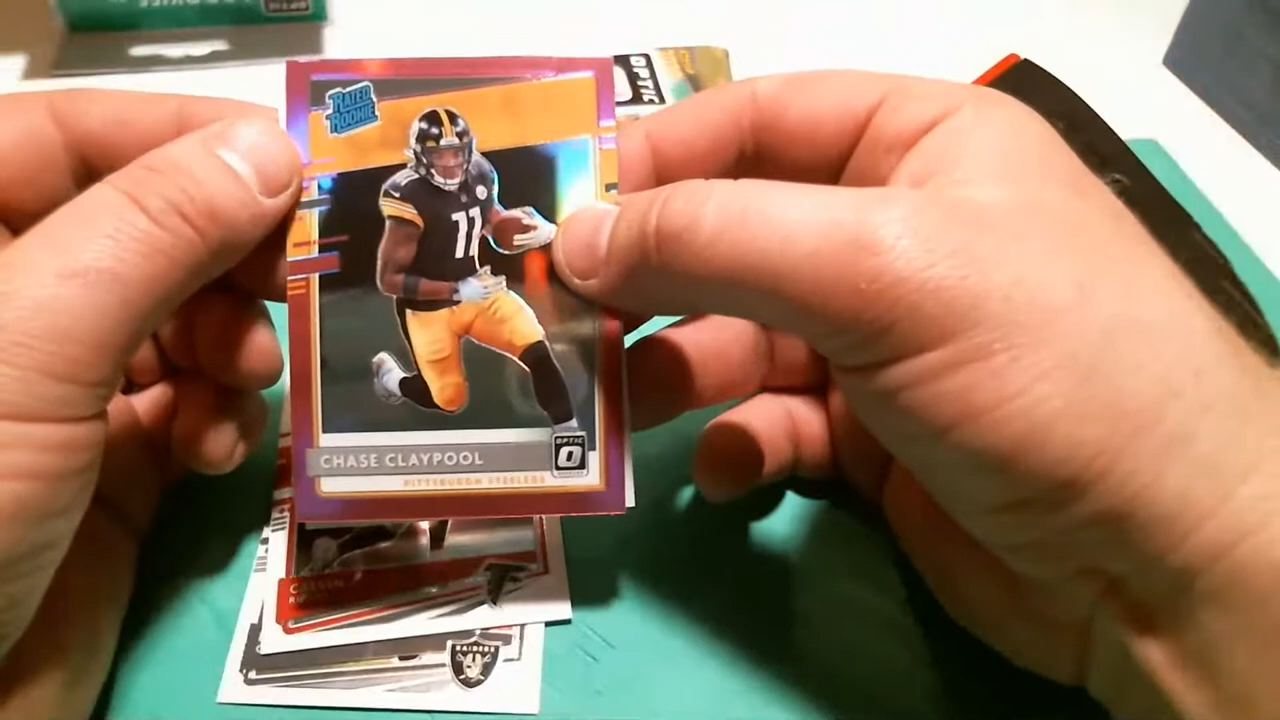 OPTIC
RATED
ROOKIE
11
CHASE CLAYPOOL
OPTIC
PITTSBURGH STEELERS
RAIDERS